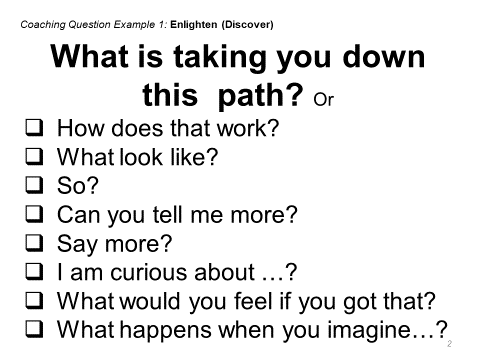 Coaching Question Example 1: Enlighten (Discover)
What is taking you down
this path? Or
❑ How does that work?
❑ What look like?
❑ So?
❑ Can you tell me more?
❑ Say more?
❑ I am curious about …?
❑ What would you feel if you got that?
❑ What happens when you imagine…?
2